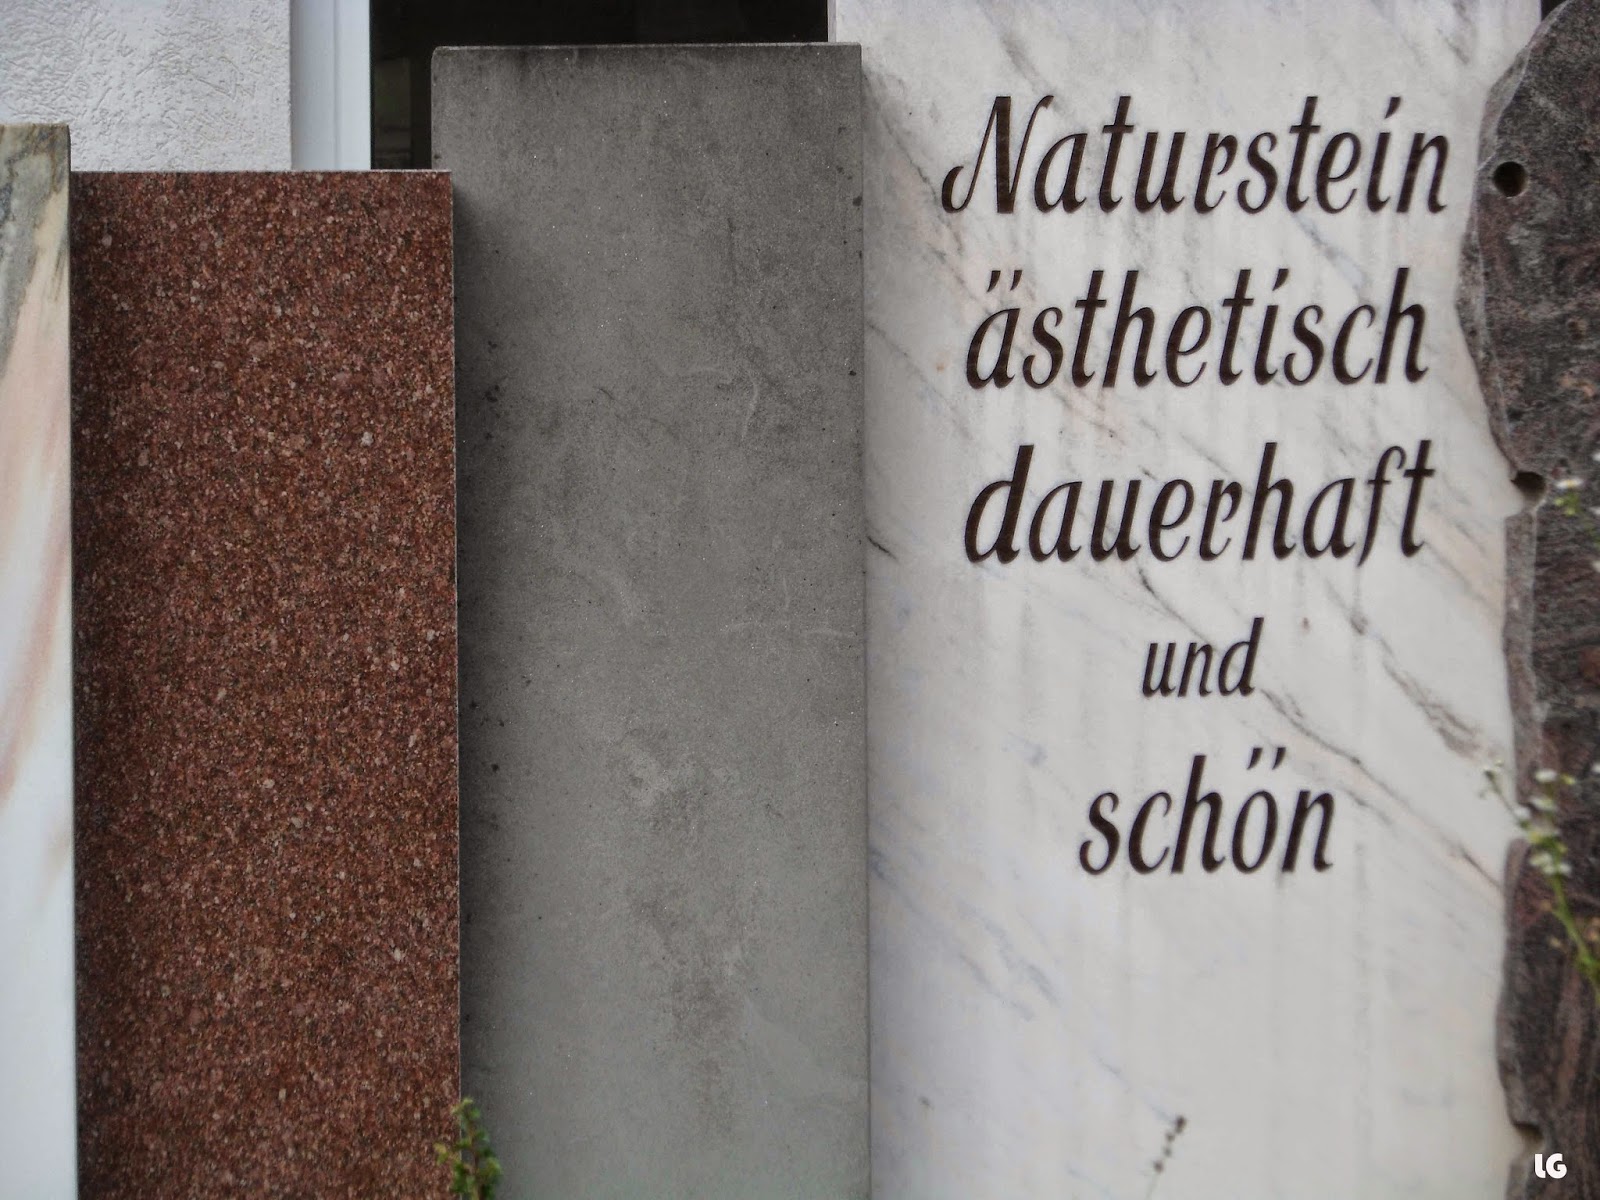 Naturstein
ästhetisch
dauerhaft
und
schön
LG